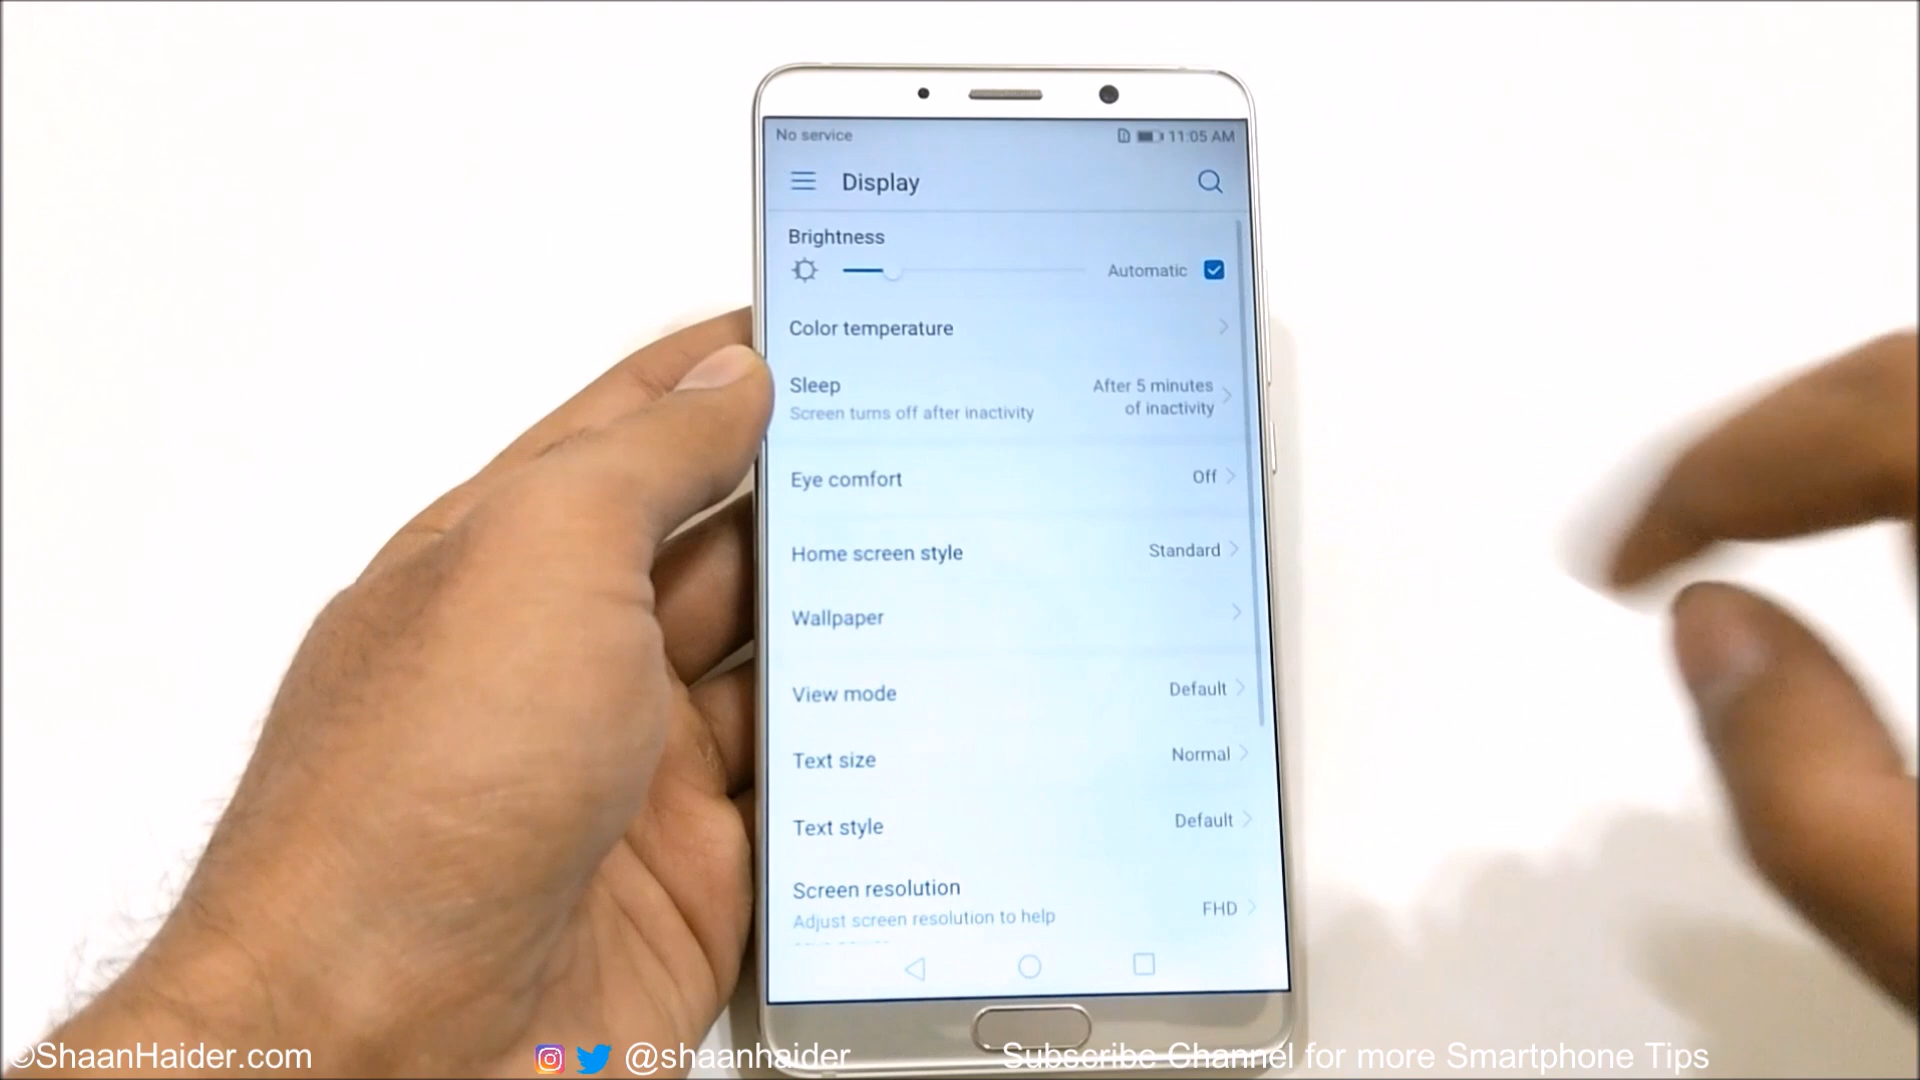 No service
11:05 AM
Display
Brightness
Automatic
Color temperature
Sleep
After 5 minutes
of inactivity
Screen turns off after inactivity
Eye comfort
Off
Home screen style
Standard
Wallpaper
View mode
Default
Text size
Normal
Text style
Default
Screen resolution
Adjust screen resolution to help
FHD
©ShaanHaider.com
@shaanhaider
Subscribe Channel for more Smartphone Tips